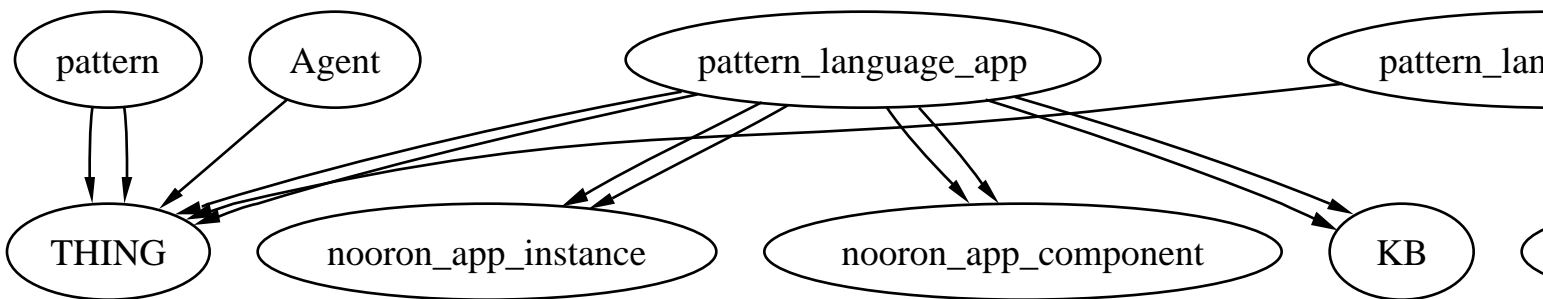 pattern
Agent
pattern_language_app
THING
nooron_app_instance
nooron_app_component
KB